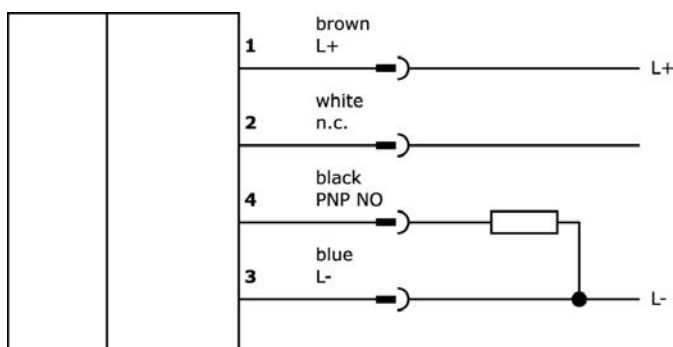 brown
1 L+ L+
white
2 n.c.
black
4 PNP NO
blue
3 L- L-